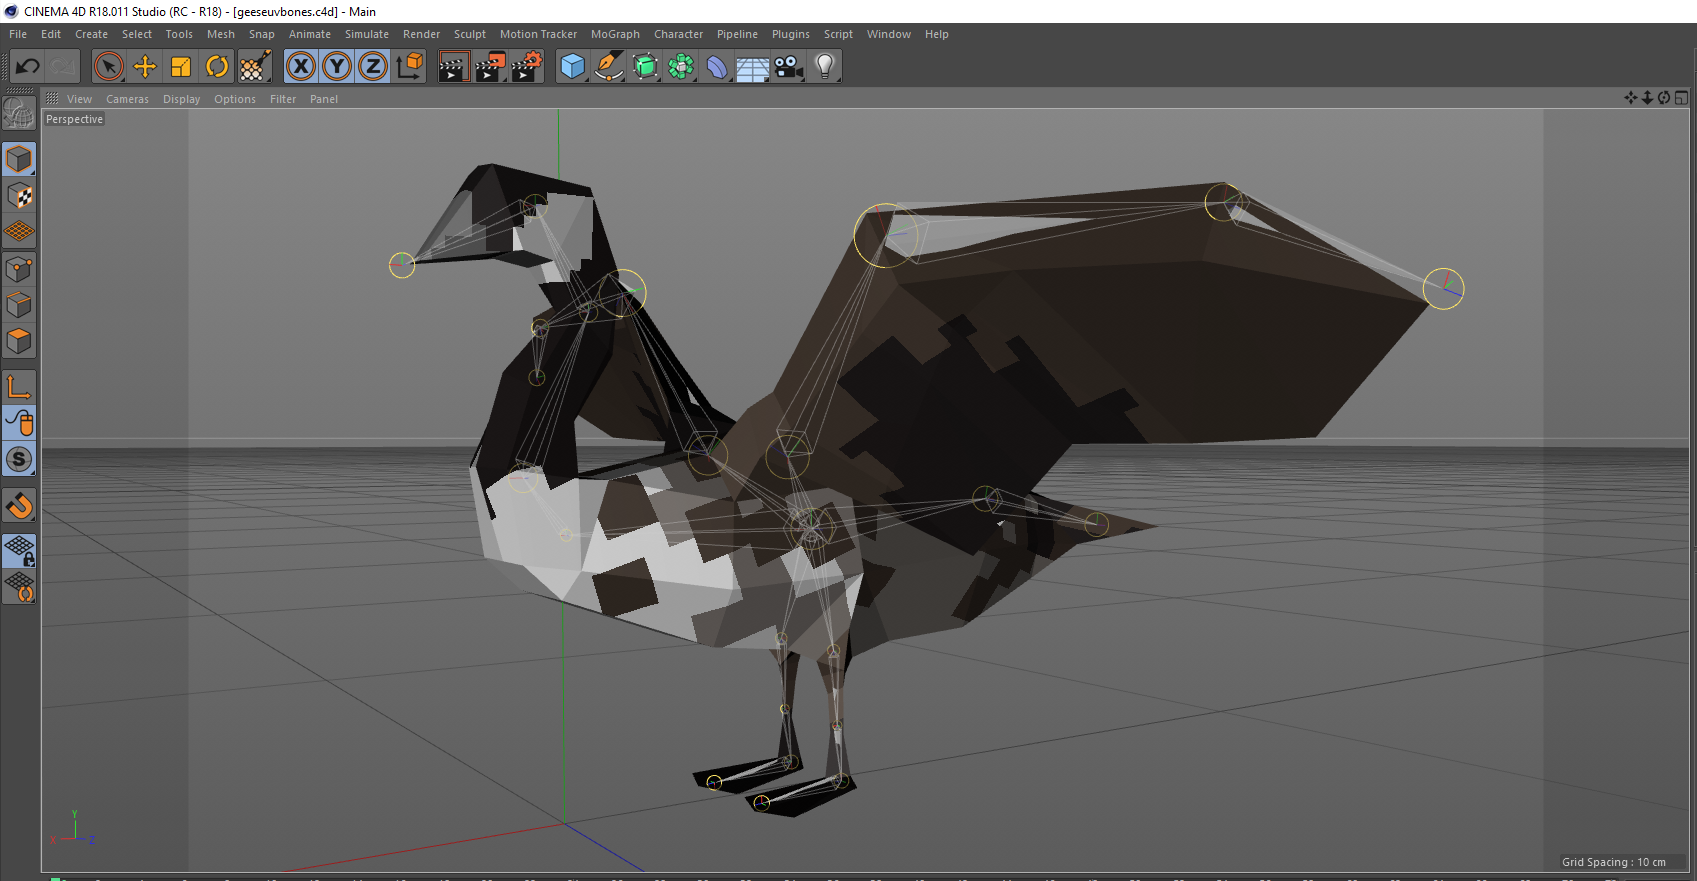 CINEMA 4D R18.011 Studio (RC - R18) - [geeseuvbones.c4d] - Main
File Edit Create Select Tools Mesh Snap Animate Simulate Render Sculpt Motion Tracker MoGraph Character Pipeline Plugins Script Window Help
X Y Z
View Cameras Display Options Filter Panel
Perspective
S
Y
X Z
Grid Spacing : 10 cm